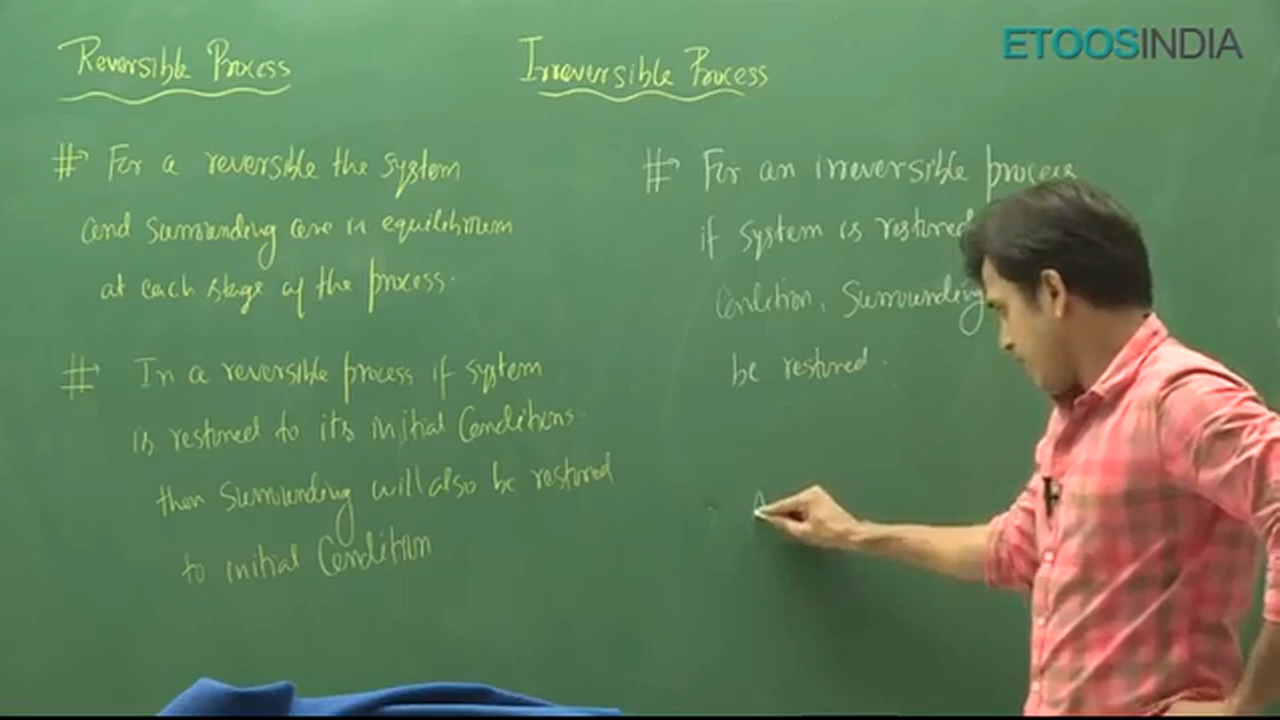 ETOOSINDIA
Reversible Process
# For a reversible the system
and surrounding are in equilibrium
at each stage of the process.
# In a reversible process if system
is restored to its initial Conditions
then surrounding will also be restored
to initial Condition
Irreversible Process
# For an irreversible process
if system is restored
Condition, Surrounding
be restored.
A